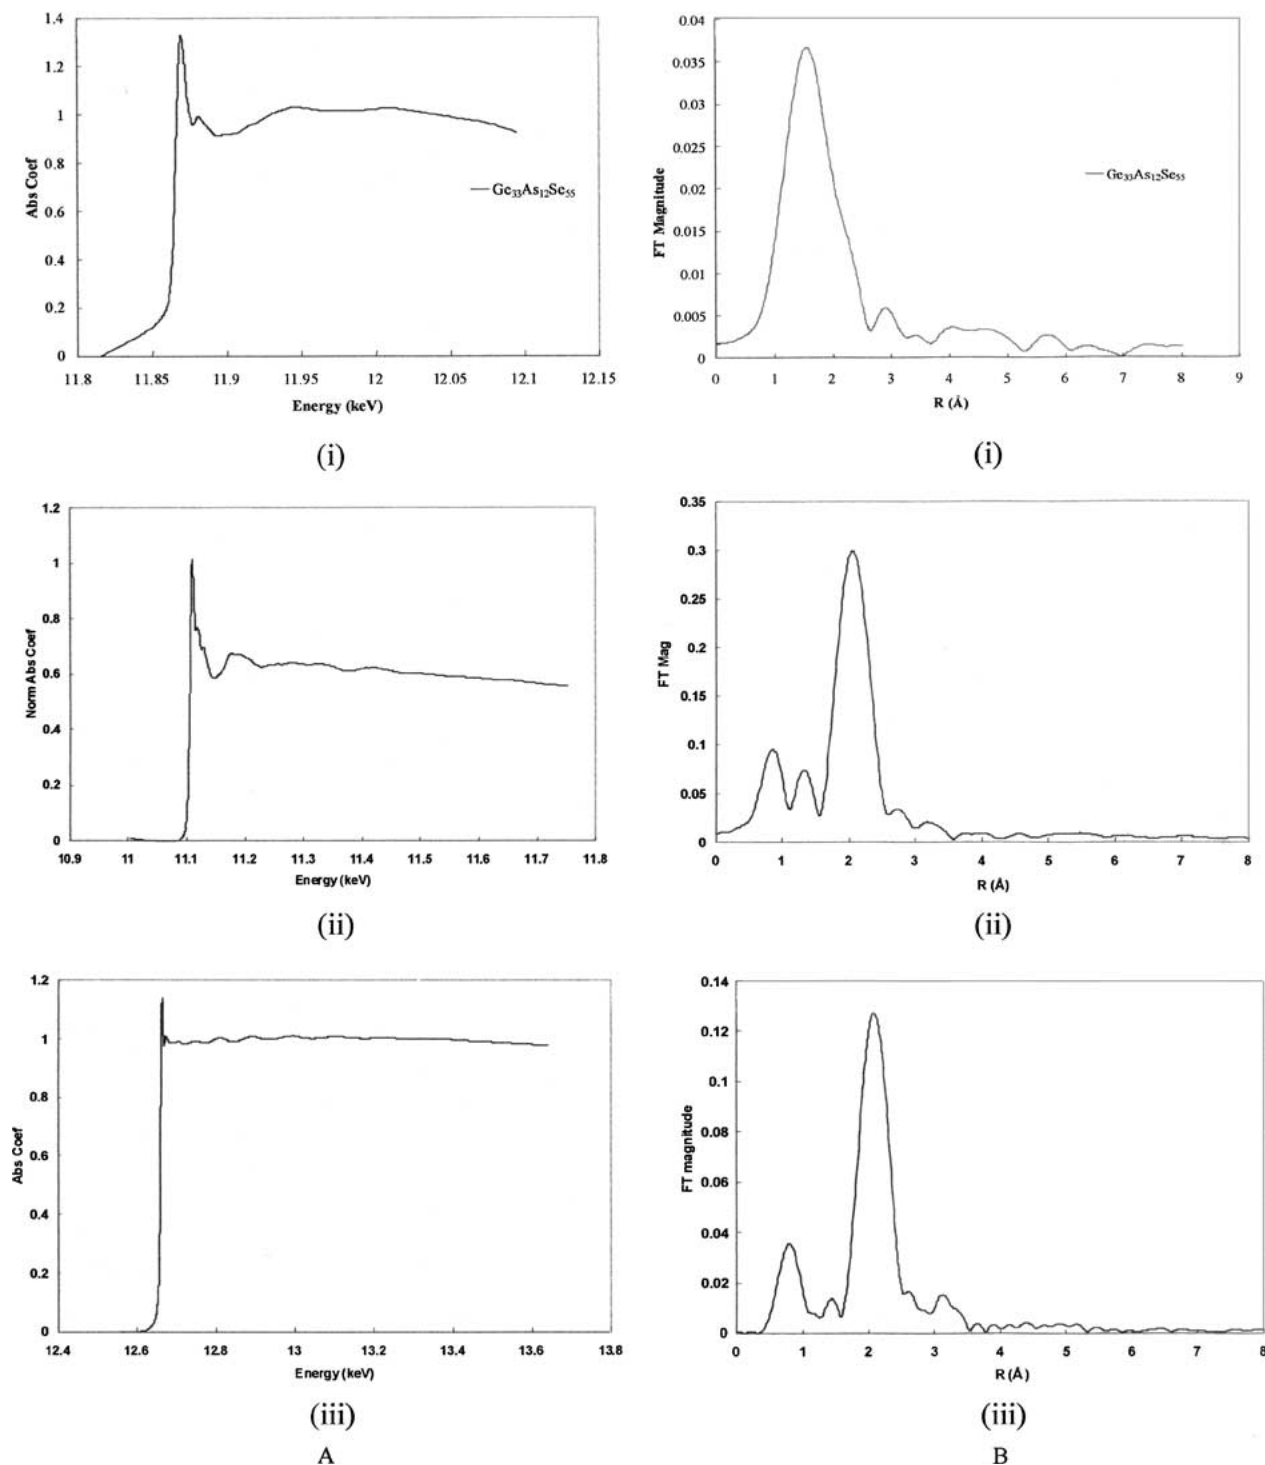 1.4
1.2
1
0.8
0.6
0.4
0.2
0
Abs Coef
Ge33As12Se55
11.8 11.85 11.9 11.95 12 12.05 12.1 12.15
Energy (keV)
(i)
0.04
0.035
0.03
0.025
0.02
0.015
0.01
0.005
0
FT Magnitude
Ge33As12Se55
0 1 2 3 4 5 6 7 8 9
R (Å)
(i)
1.2
1
0.8
0.6
0.4
0.2
0
Norm Abs Coef
10.9 11 11.1 11.2 11.3 11.4 11.5 11.6 11.7 11.8
Energy (keV)
(ii)
0.35
0.3
0.25
0.2
0.15
0.1
0.05
0
FT Mag
0 1 2 3 4 5 6 7 8
R (Å)
(ii)
1.2
1
0.8
0.6
0.4
0.2
0
Abs Coef
12.4 12.6 12.8 13 13.2 13.4 13.6 13.8
Energy (keV)
(iii)
A
0.14
0.12
0.1
0.08
0.06
0.04
0.02
0
FT magnitude
0 1 2 3 4 5 6 7 8
R (Å)
(iii)
B